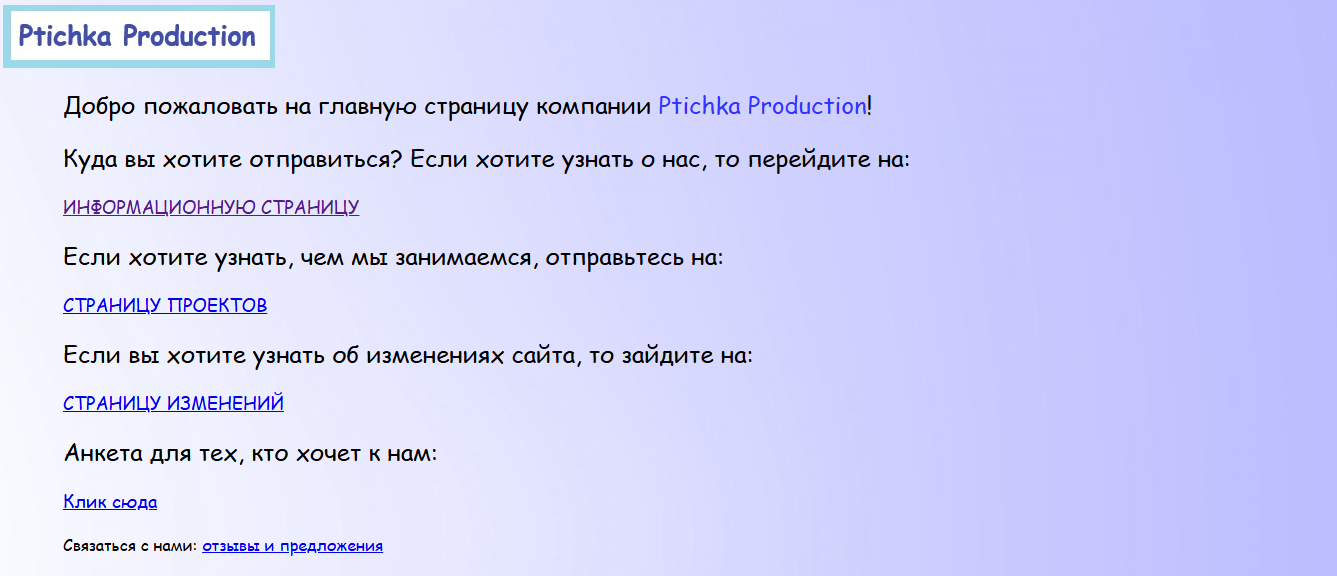 Ptichka Production
Добро пожаловать на главную страницу компании Ptichka Production!
Куда вы хотите отправиться? Если хотите узнать о нас, то перейдите на:
ИНФОРМАЦИОННУЮ СТРАНИЦУ
Если хотите узнать, чем мы занимаемся, отправьтесь на:
СТРАНИЦУ ПРОЕКТОВ
Если вы хотите узнать об изменениях сайта, то зайдите на:
СТРАНИЦУ ИЗМЕНЕНИЙ
Анкета для тех, кто хочет к нам:
Клик сюда
Связаться с нами: отзывы и предложения